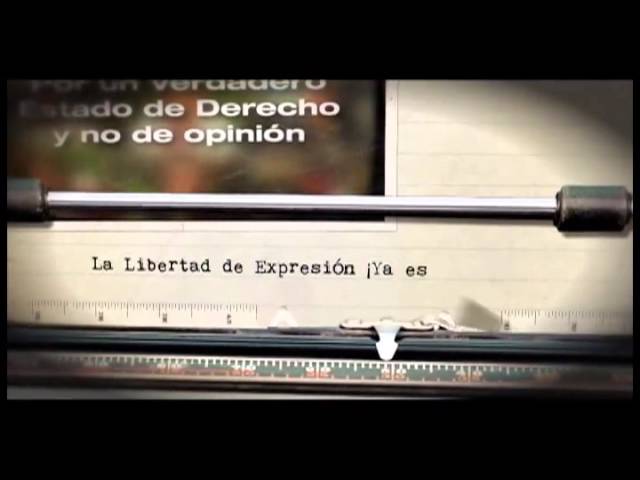 Por un verdadero
Estado de Derecho
y no de opinión
La Libertad de Expresión ¡Ya es